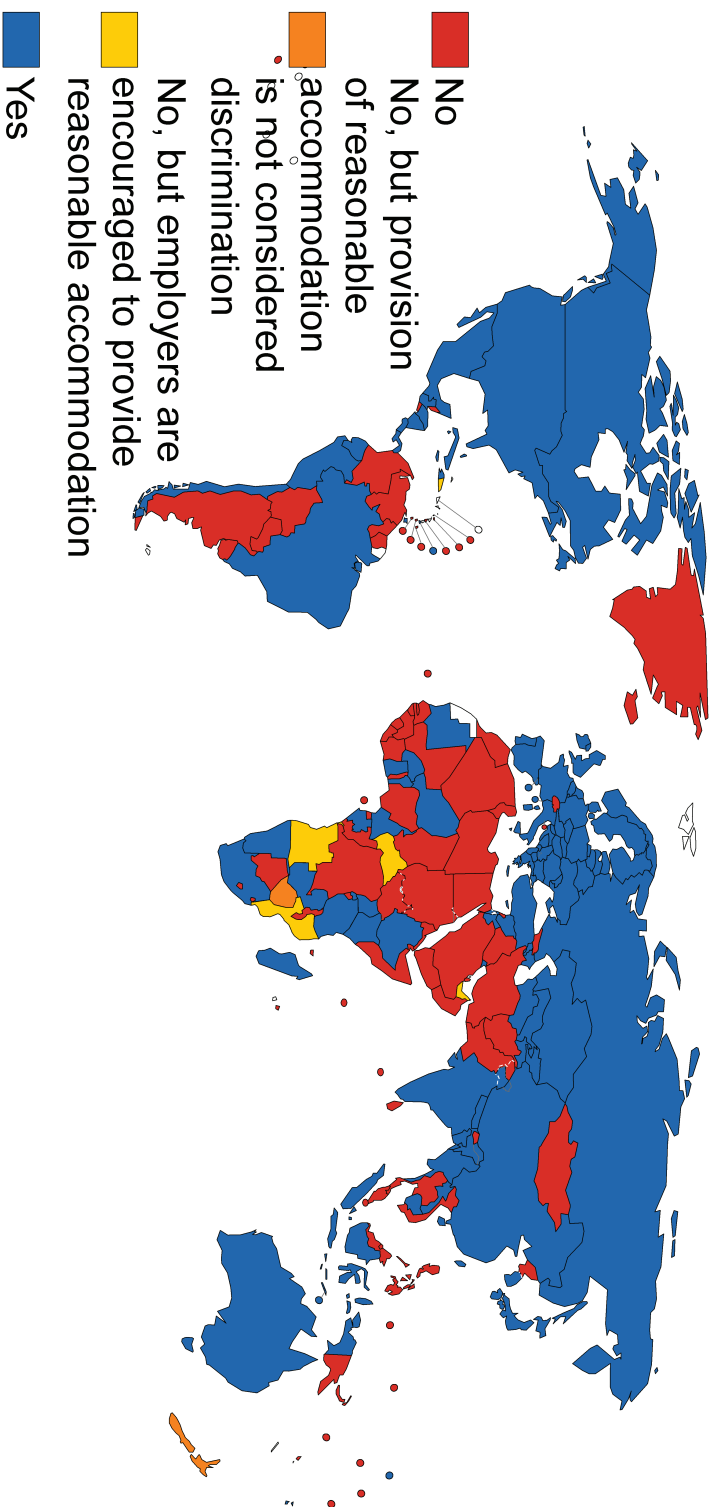 No
No, but provision
of reasonable
accommodation
is not considered
discrimination
No, but employers are
encouraged to provide
reasonable accommodation
Yes